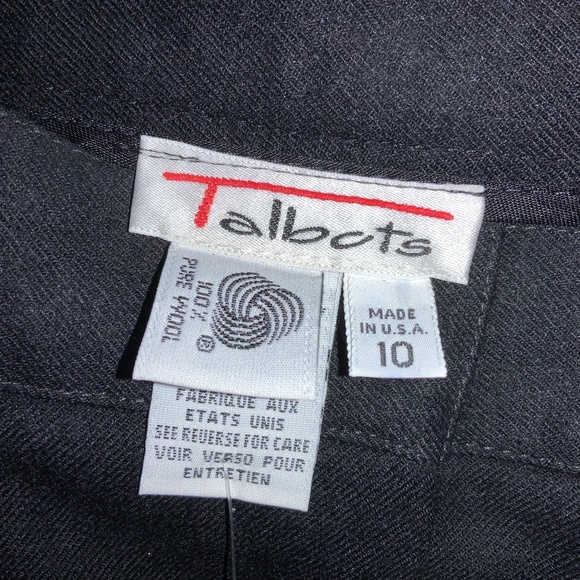 Talbots
100%
PURE WOOL
®
MADE
IN U.S.A.
10
FABRIQUE AUX
ETATS UNIS
SEE REVERSE FOR CARE
VOIR VERSO POUR
ENTRETIEN